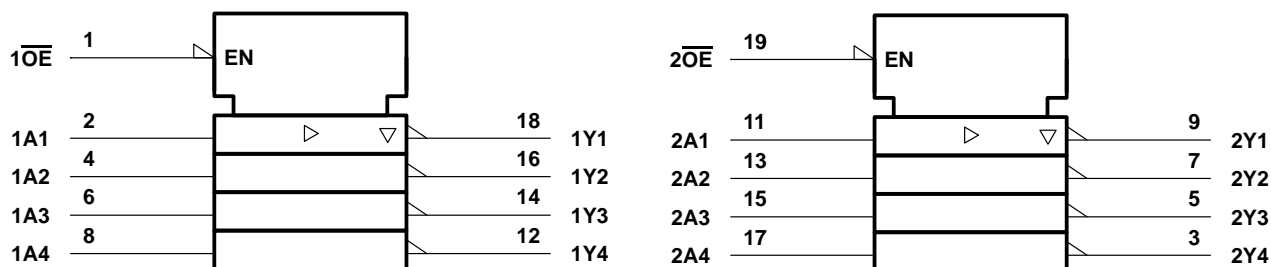 1 19
1OE EN 2OE EN
2 18 11 9
1A1 1Y1 2A1 2Y1
4 16 13 7
1A2 1Y2 2A2 2Y2
6 14 15 5
1A3 1Y3 2A3 2Y3
8 12 17 3
1A4 1Y4 2A4 2Y4